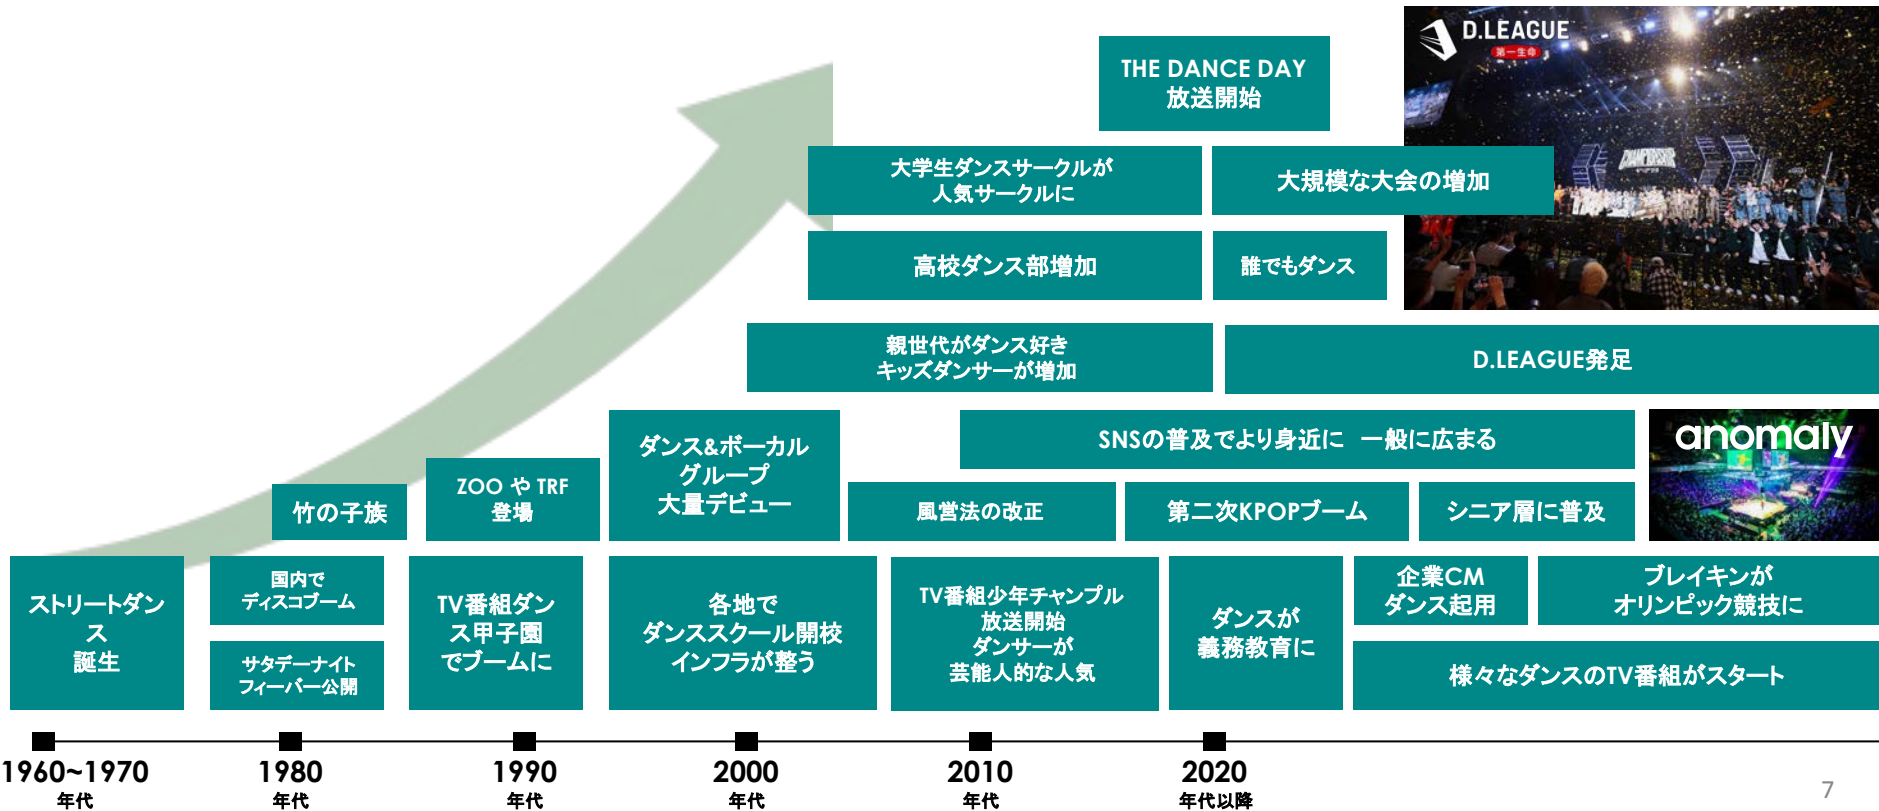 D.LEAGUE
第一生命
THE DANCE DAY
放送開始
CHAMPIONSHIP
大学生ダンスサークルが
人気サークルに
大規模な大会の増加
高校ダンス部増加
誰でもダンス
親世代がダンス好き
キッズダンサーが増加
D.LEAGUE発足
ダンス&ボーカル
グループ
大量デビュー
SNSの普及でより身近に 一般に広まる
anomaly
竹の子族
ZOO や TRF
登場
風営法の改正
第二次KPOPブーム
シニア層に普及
ストリートダン
ス
誕生
国内で
ディスコブーム
サタデーナイト
フィーバー公開
TV番組ダン
ス甲子園
でブームに
各地で
ダンススクール開校
インフラが整う
TV番組少年チャンプル
放送開始
ダンサーが
芸能人的な人気
ダンスが
義務教育に
企業CM
ダンス起用
ブレイキンが
オリンピック競技に
様々なダンスのTV番組がスタート
1960~1970
年代
1980
年代
1990
年代
2000
年代
2010
年代
2020
年代以降
7